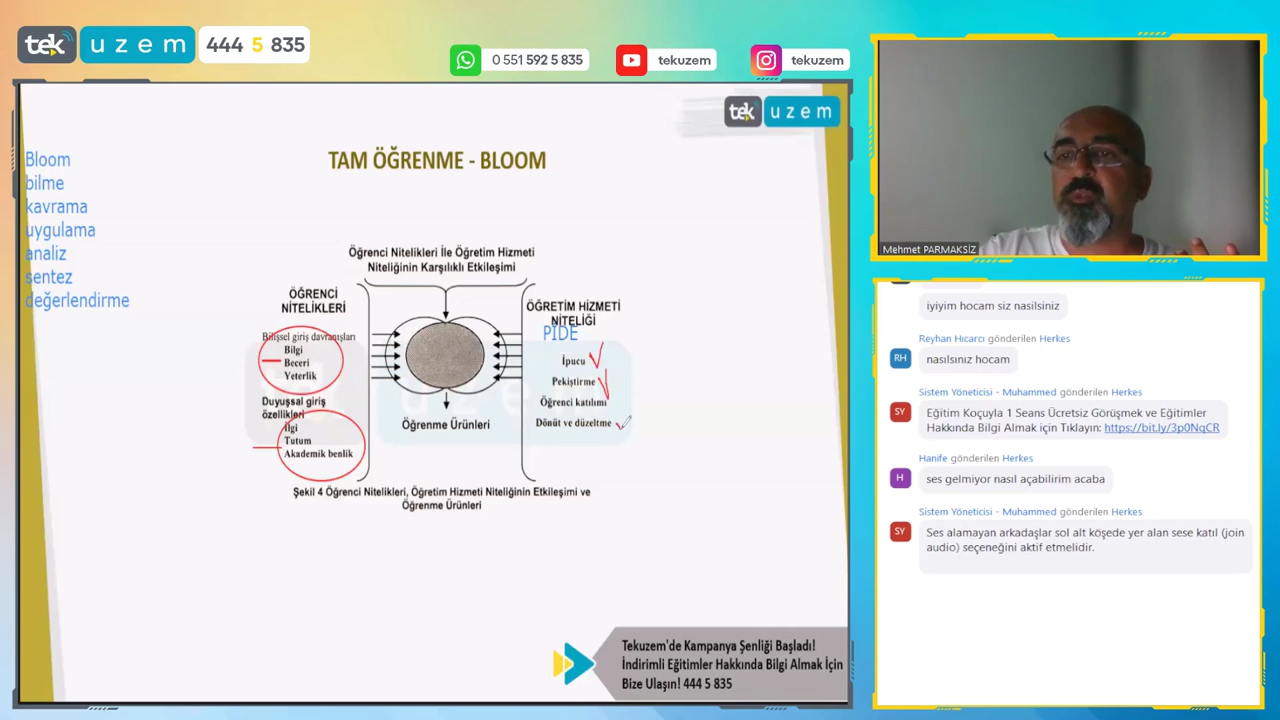 tek uzem 444 5 835
0 551 592 5 835
tekuzem
tekuzem
tek uzem
Bloom
bilme
kavrama
uygulama
analiz
sentez
değerlendirme
TAM ÖĞRENME - BLOOM
Öğrenci Nitelikleri İle Öğretim Hizmeti
Niteliğinin Karşılıklı Etkileşimi
ÖĞRENCİ
NİTELİKLERİ
Bilişsel giriş davranışları
Bilgi
Beceri
Yeterlik
Duyuşsal giriş
özellikleri
İlgi
Tutum
Akademik benlik
Öğrenme Ürünleri
ÖĞRETİM HİZMETİ
NİTELİĞİ
PİDE
İpucu
Pekiştirme
Öğrenci katılımı
Dönüt ve düzeltme
Şekil 4 Öğrenci Nitelikleri, Öğretim Hizmeti Niteliğinin Etkileşimi ve
Öğrenme Ürünleri
Tekuzem'de Kampanya Şenliği Başladı!
İndirimli Eğitimler Hakkında Bilgi Almak İçin
Bize Ulaşın! 444 5 835
Mehmet PARMAKSİZ
iyiyim hocam siz nasilsiniz
Reyhan Hıcarcı gönderilen Herkes
RH
nasılsınız hocam
Sistem Yöneticisi - Muhammed gönderilen Herkes
SY
Eğitim Koçuyla 1 Seans Ücretsiz Görüşmek ve Eğitimler
Hakkında Bilgi Almak için Tıklayın: https://bit.ly/3p0NqCR
Hanife gönderilen Herkes
H
ses gelmiyor nasıl açabilirim acaba
Sistem Yöneticisi - Muhammed gönderilen Herkes
SY
Ses alamayan arkadaşlar sol alt köşede yer alan sese katıl (join
audio) seçeneğini aktif etmelidir.